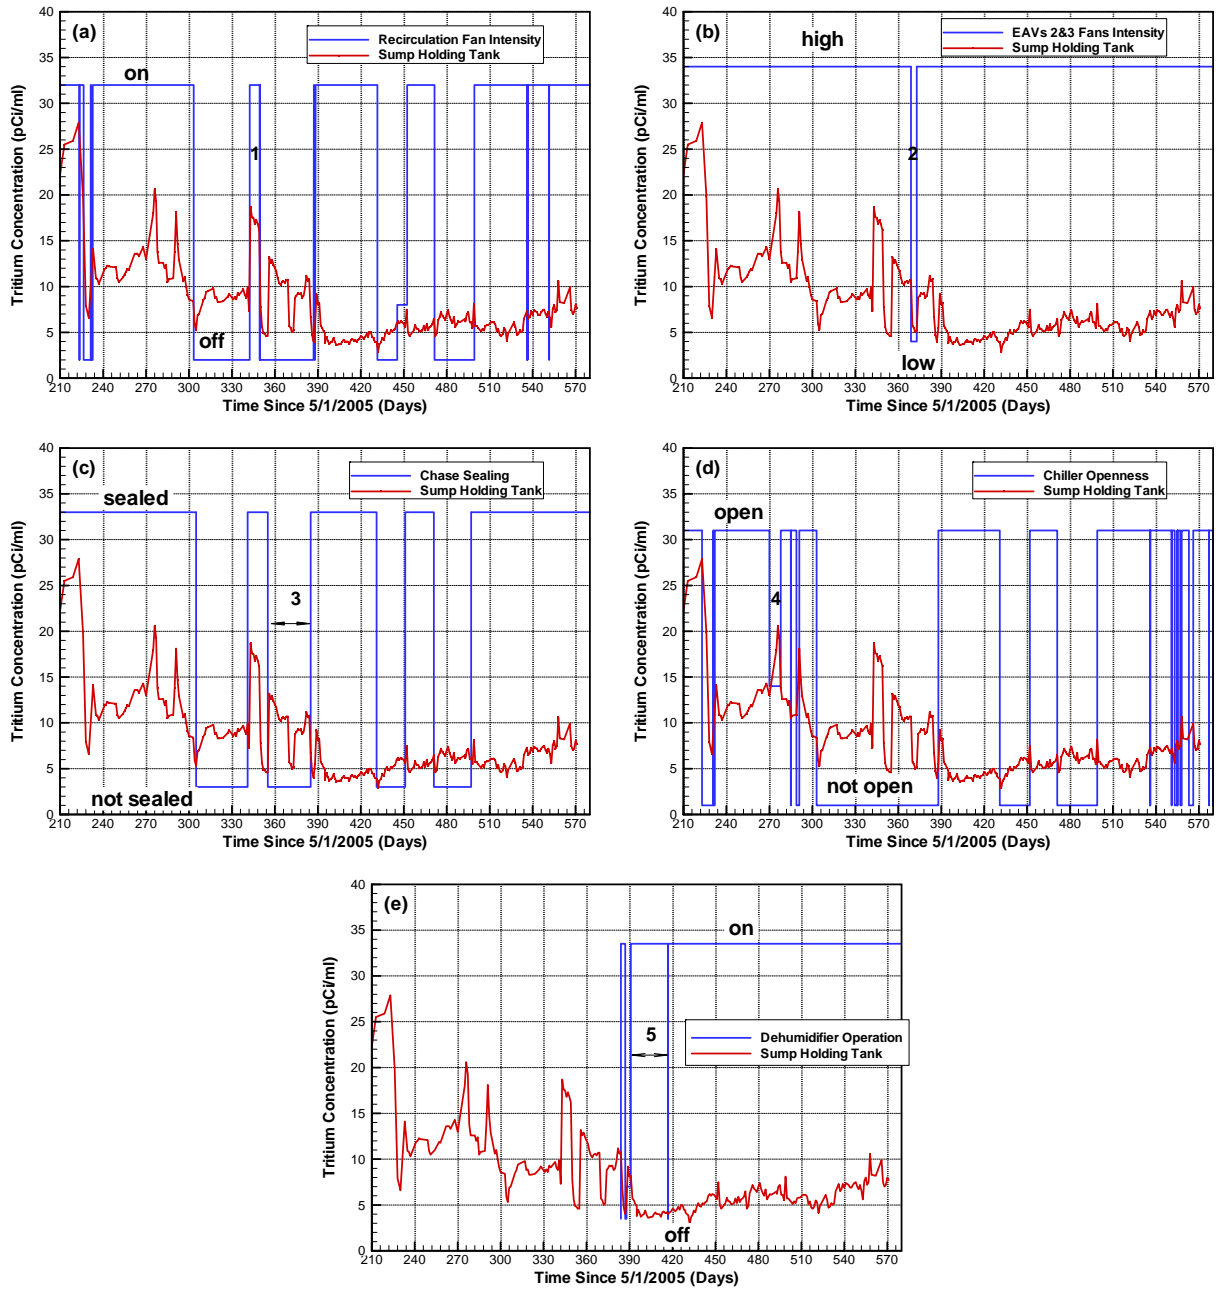 (a)
Recirculation Fan Intensity
Sump Holding Tank
on
1
off
Tritium Concentration (pCi/ml)
40
35
30
25
20
15
10
5
0
210 240 270 300 330 360 390 420 450 480 510 540 570
Time Since 5/1/2005 (Days)
(b)
EAVs 2&3 Fans Intensity
Sump Holding Tank
high
2
low
Tritium Concentration (pCi/ml)
40
35
30
25
20
15
10
5
0
210 240 270 300 330 360 390 420 450 480 510 540 570
Time Since 5/1/2005 (Days)
(c)
Chase Sealing
Sump Holding Tank
sealed
3
not sealed
Tritium Concentration (pCi/ml)
40
35
30
25
20
15
10
5
0
210 240 270 300 330 360 390 420 450 480 510 540 570
Time Since 5/1/2005 (Days)
(d)
Chiller Openness
Sump Holding Tank
open
4
not open
Tritium Concentration (pCi/ml)
40
35
30
25
20
15
10
5
0
210 240 270 300 330 360 390 420 450 480 510 540 570
Time Since 5/1/2005 (Days)
(e)
on
5
Dehumidifier Operation
Sump Holding Tank
off
Tritium Concentration (pCi/ml)
40
35
30
25
20
15
10
5
0
210 240 270 300 330 360 390 420 450 480 510 540 570
Time Since 5/1/2005 (Days)